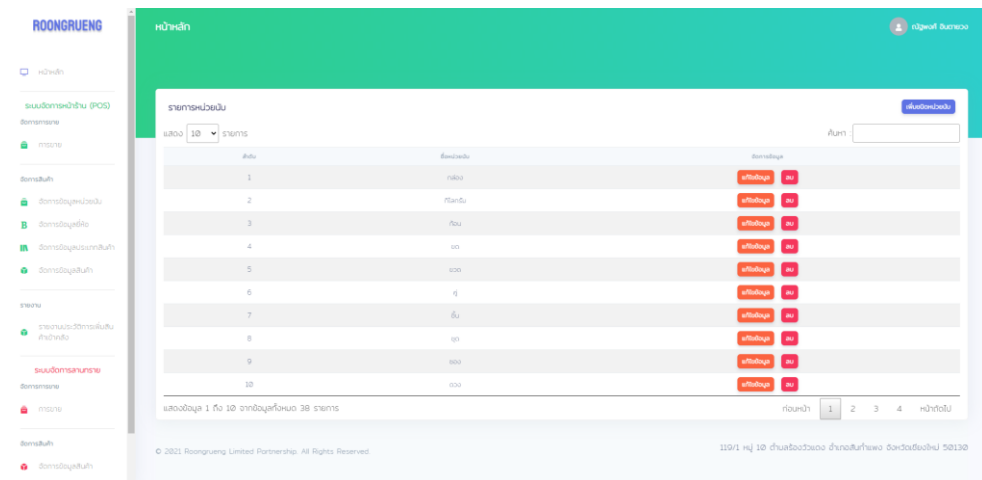 ROONGRUENG
หน้าหลัก
ระบบจัดการหน้าร้าน (POS)
จัดการการขาย
การขาย
จัดการสินค้า
จัดการข้อมูลหน่วยนับ
จัดการข้อมูลยี่ห้อ
จัดการข้อมูลประเภทสินค้า
จัดการข้อมูลสินค้า
รายงาน
รายงานประวัติการเพิ่มสิน
ค้าเข้าคลัง
ระบบจัดการลานทราย
จัดการการขาย
การขาย
จัดการสินค้า
จัดการข้อมูลสินค้า
หน้าหลัก
รายการหน่วยนับ
เพิ่มชนิดหน่วยนับ
แสดง 10 รายการ
ค้นหา :
ลำดับ ชื่อหน่วยนับ จัดการข้อมูล
1 กล่อง แก้ไขข้อมูล ลบ
2 กิโลกรัม แก้ไขข้อมูล ลบ
3 ก้อน แก้ไขข้อมูล ลบ
4 ขด แก้ไขข้อมูล ลบ
5 ขวด แก้ไขข้อมูล ลบ
6 คู่ แก้ไขข้อมูล ลบ
7 ชิ้น แก้ไขข้อมูล ลบ
8 ชุด แก้ไขข้อมูล ลบ
9 ซอง แก้ไขข้อมูล ลบ
10 ดวง แก้ไขข้อมูล ลบ
แสดงข้อมูล 1 ถึง 10 จากข้อมูลทั้งหมด 38 รายการ
ก่อนหน้า 1 2 3 4 หน้าถัดไป
© 2021 Roongrueng Limited Partnership. All Rights Reserved.
119/1 หมู่ 10 ตำบลร้องวัวแดง อำเภอสันกำแพง จังหวัดเชียงใหม่ 50130